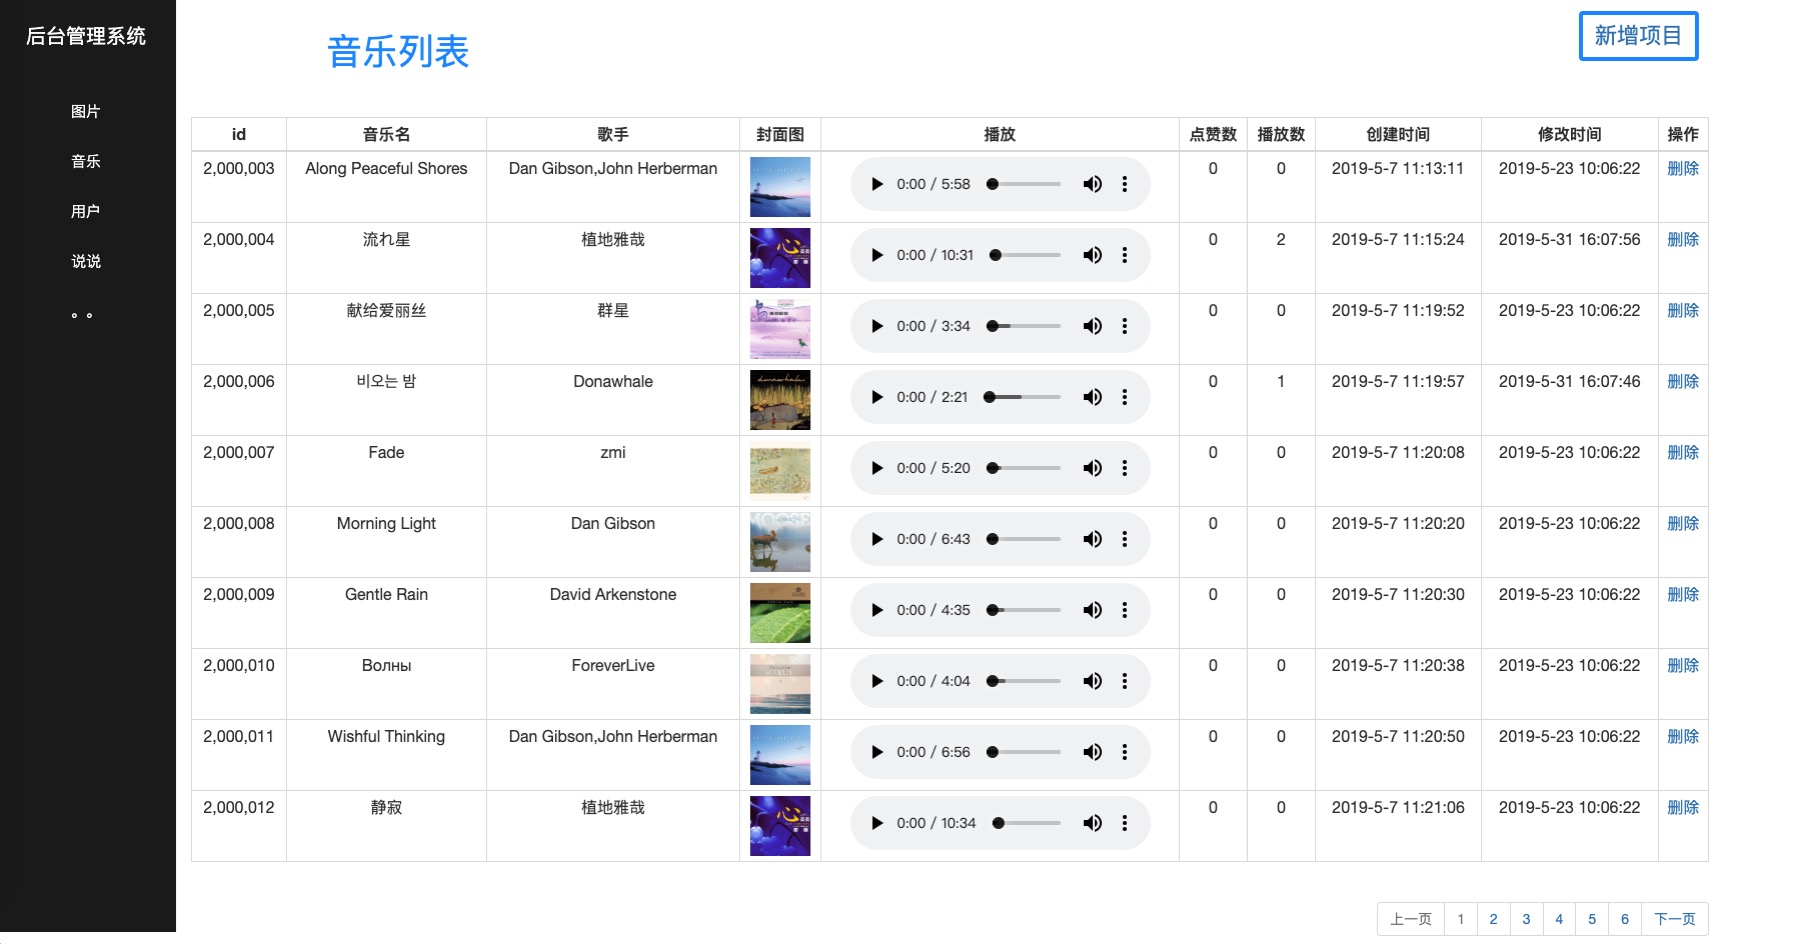 后台管理系统
图片
音乐
用户
说说
。。
音乐列表
新增项目
id 音乐名 歌手 封面图 播放 点赞数 播放数 创建时间 修改时间 操作
2,000,003 Along Peaceful Shores Dan Gibson,John Herberman 0:00 / 5:58 0 0 2019-5-7 11:13:11 2019-5-23 10:06:22 删除
2,000,004 流れ星 植地雅哉 心 0:00 / 10:31 0 2 2019-5-7 11:15:24 2019-5-31 16:07:56 删除
2,000,005 献给爱丽丝 群星 0:00 / 3:34 0 0 2019-5-7 11:19:52 2019-5-23 10:06:22 删除
2,000,006 비오는 밤 Donawhale 0:00 / 2:21 0 1 2019-5-7 11:19:57 2019-5-31 16:07:46 删除
2,000,007 Fade zmi 0:00 / 5:20 0 0 2019-5-7 11:20:08 2019-5-23 10:06:22 删除
2,000,008 Morning Light Dan Gibson 0:00 / 6:43 0 0 2019-5-7 11:20:20 2019-5-23 10:06:22 删除
2,000,009 Gentle Rain David Arkenstone 0:00 / 4:35 0 0 2019-5-7 11:20:30 2019-5-23 10:06:22 删除
2,000,010 Волны ForeverLive 0:00 / 4:04 0 0 2019-5-7 11:20:38 2019-5-23 10:06:22 删除
2,000,011 Wishful Thinking Dan Gibson,John Herberman 0:00 / 6:56 0 0 2019-5-7 11:20:50 2019-5-23 10:06:22 删除
2,000,012 静寂 植地雅哉 心 0:00 / 10:34 0 0 2019-5-7 11:21:06 2019-5-23 10:06:22 删除
上一页 1 2 3 4 5 6 下一页